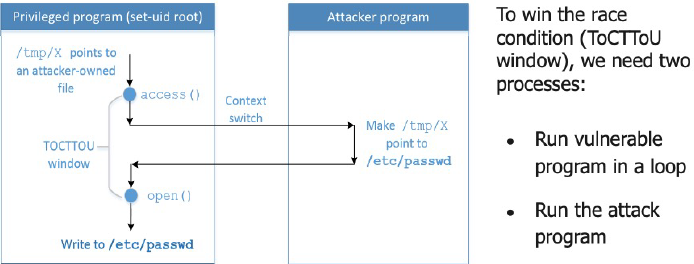 Privileged program (set-uid root)
/tmp/X points to
an attacker-owned
file
access()
TOCTTOU
window
open()
Write to /etc/passwd
Context
switch
Attacker program
Make /tmp/X
point to
/etc/passwd
To win the race
condition (ToCTToU
window), we need two
processes:
• Run vulnerable
program in a loop
• Run the attack
program